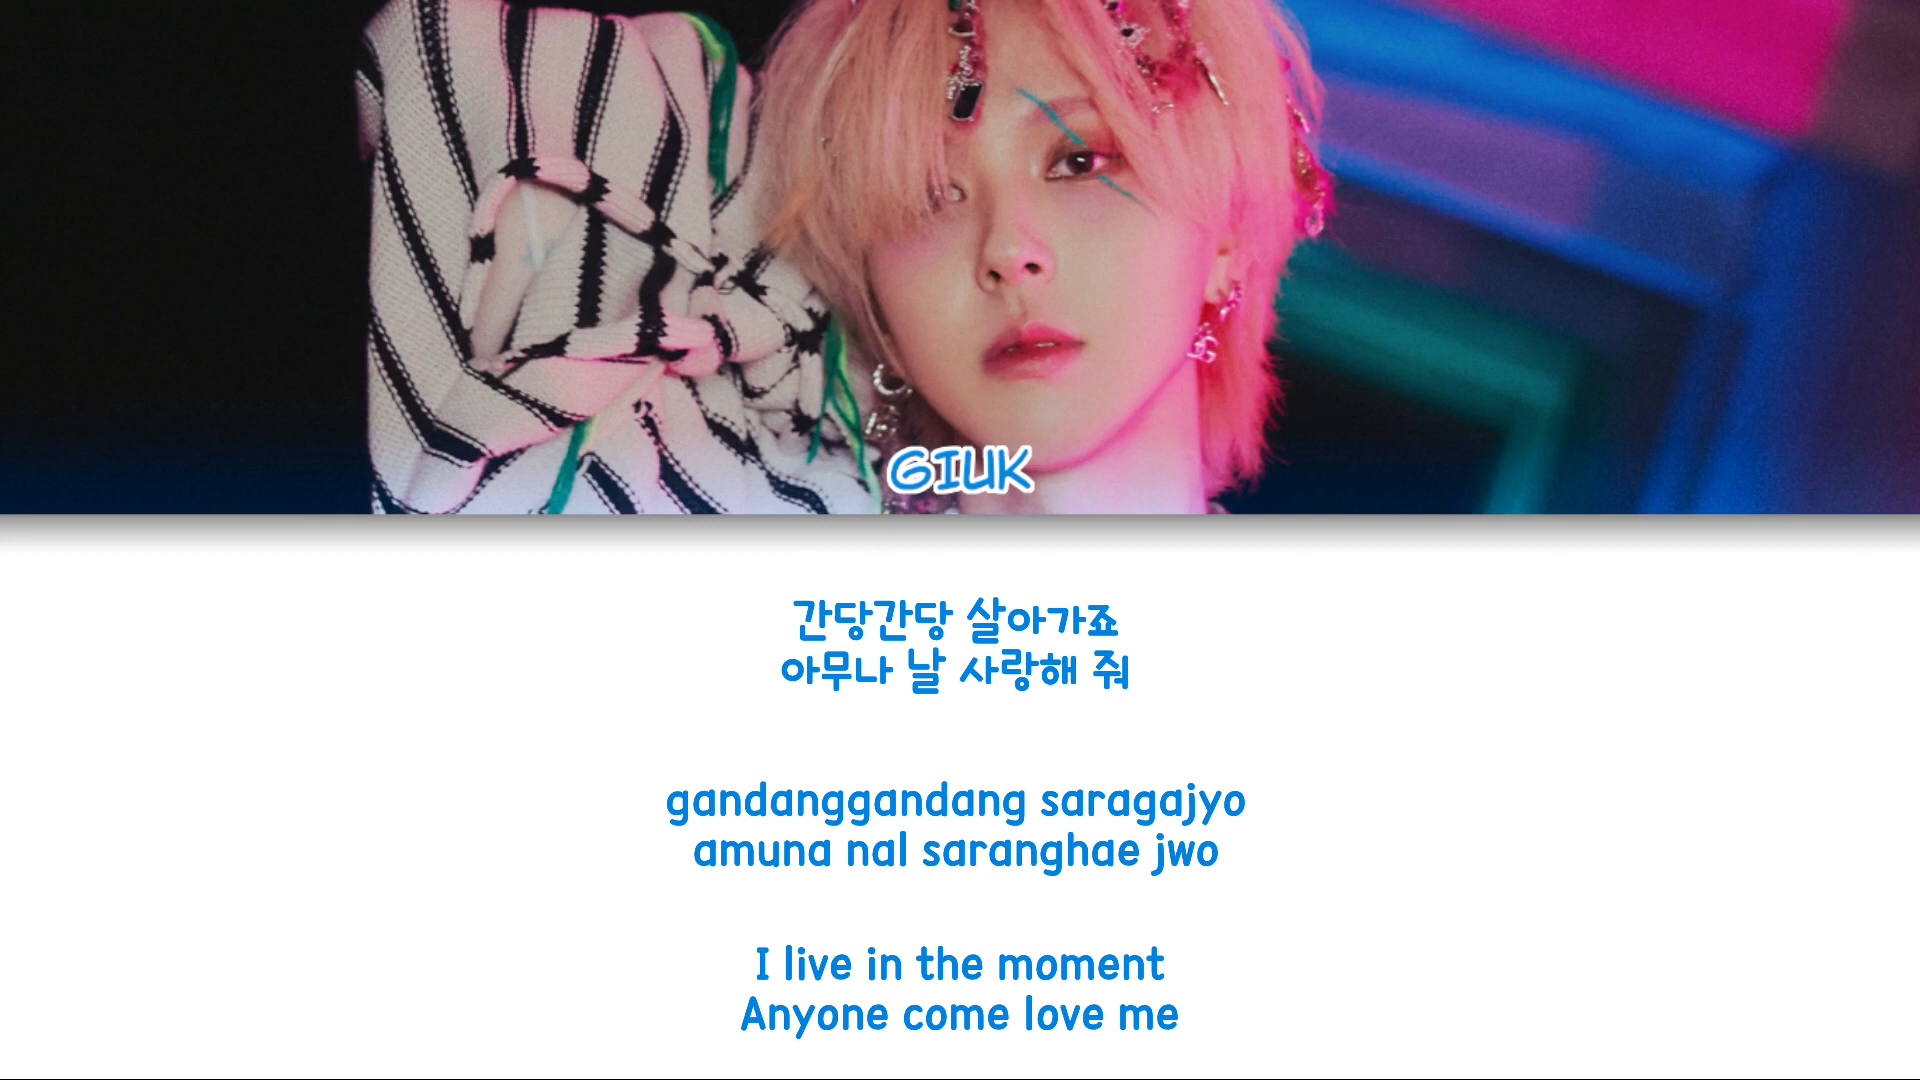 GIUK
간당간당 살아가죠
아무나 날 사랑해 줘
gandanggandang saragajyo
amuna nal saranghae jwo
I live in the moment
Anyone come love me